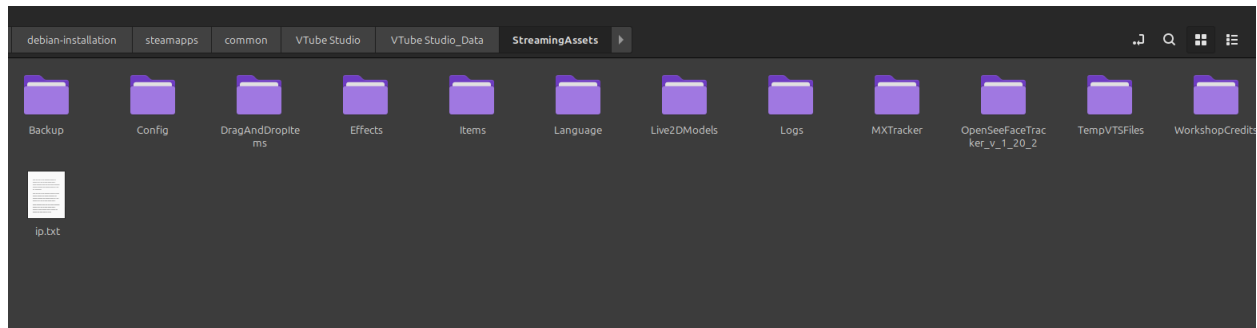 debian-installation
steamapps
common
VTube Studio
VTube Studio_Data
StreamingAssets
Backup
Config
DragAndDropIte
ms
Effects
Items
Language
Live2DModels
Logs
MXTracker
OpenSeeFaceTrac
ker_v_1_20_2
TempVTSFiles
WorkshopCredits
ip.txt